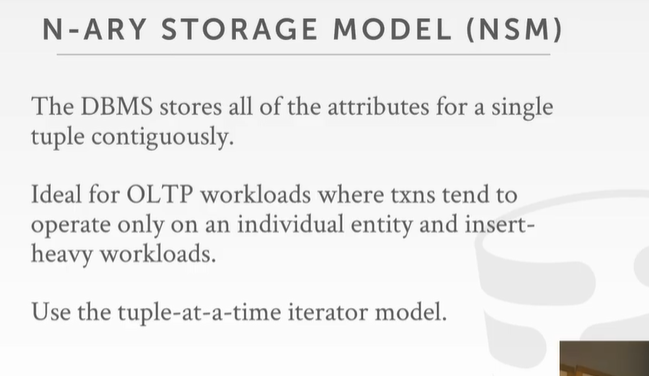 N-ARY STORAGE MODEL (NSM)
The DBMS stores all of the attributes for a single
tuple contiguously.
Ideal for OLTP workloads where txns tend to
operate only on an individual entity and insert-
heavy workloads.
Use the tuple-at-a-time iterator model.